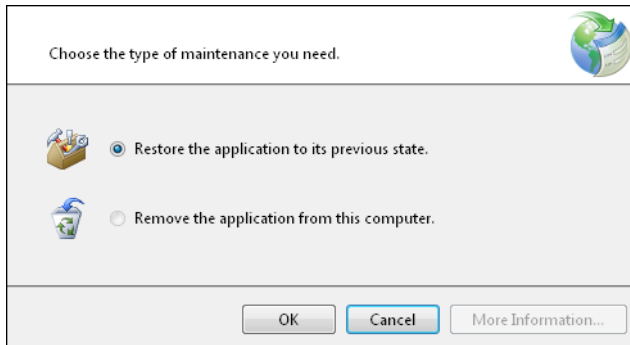 Choose the type of maintenance you need.
Restore the application to its previous state.
Remove the application from this computer.
OK Cancel More Information...